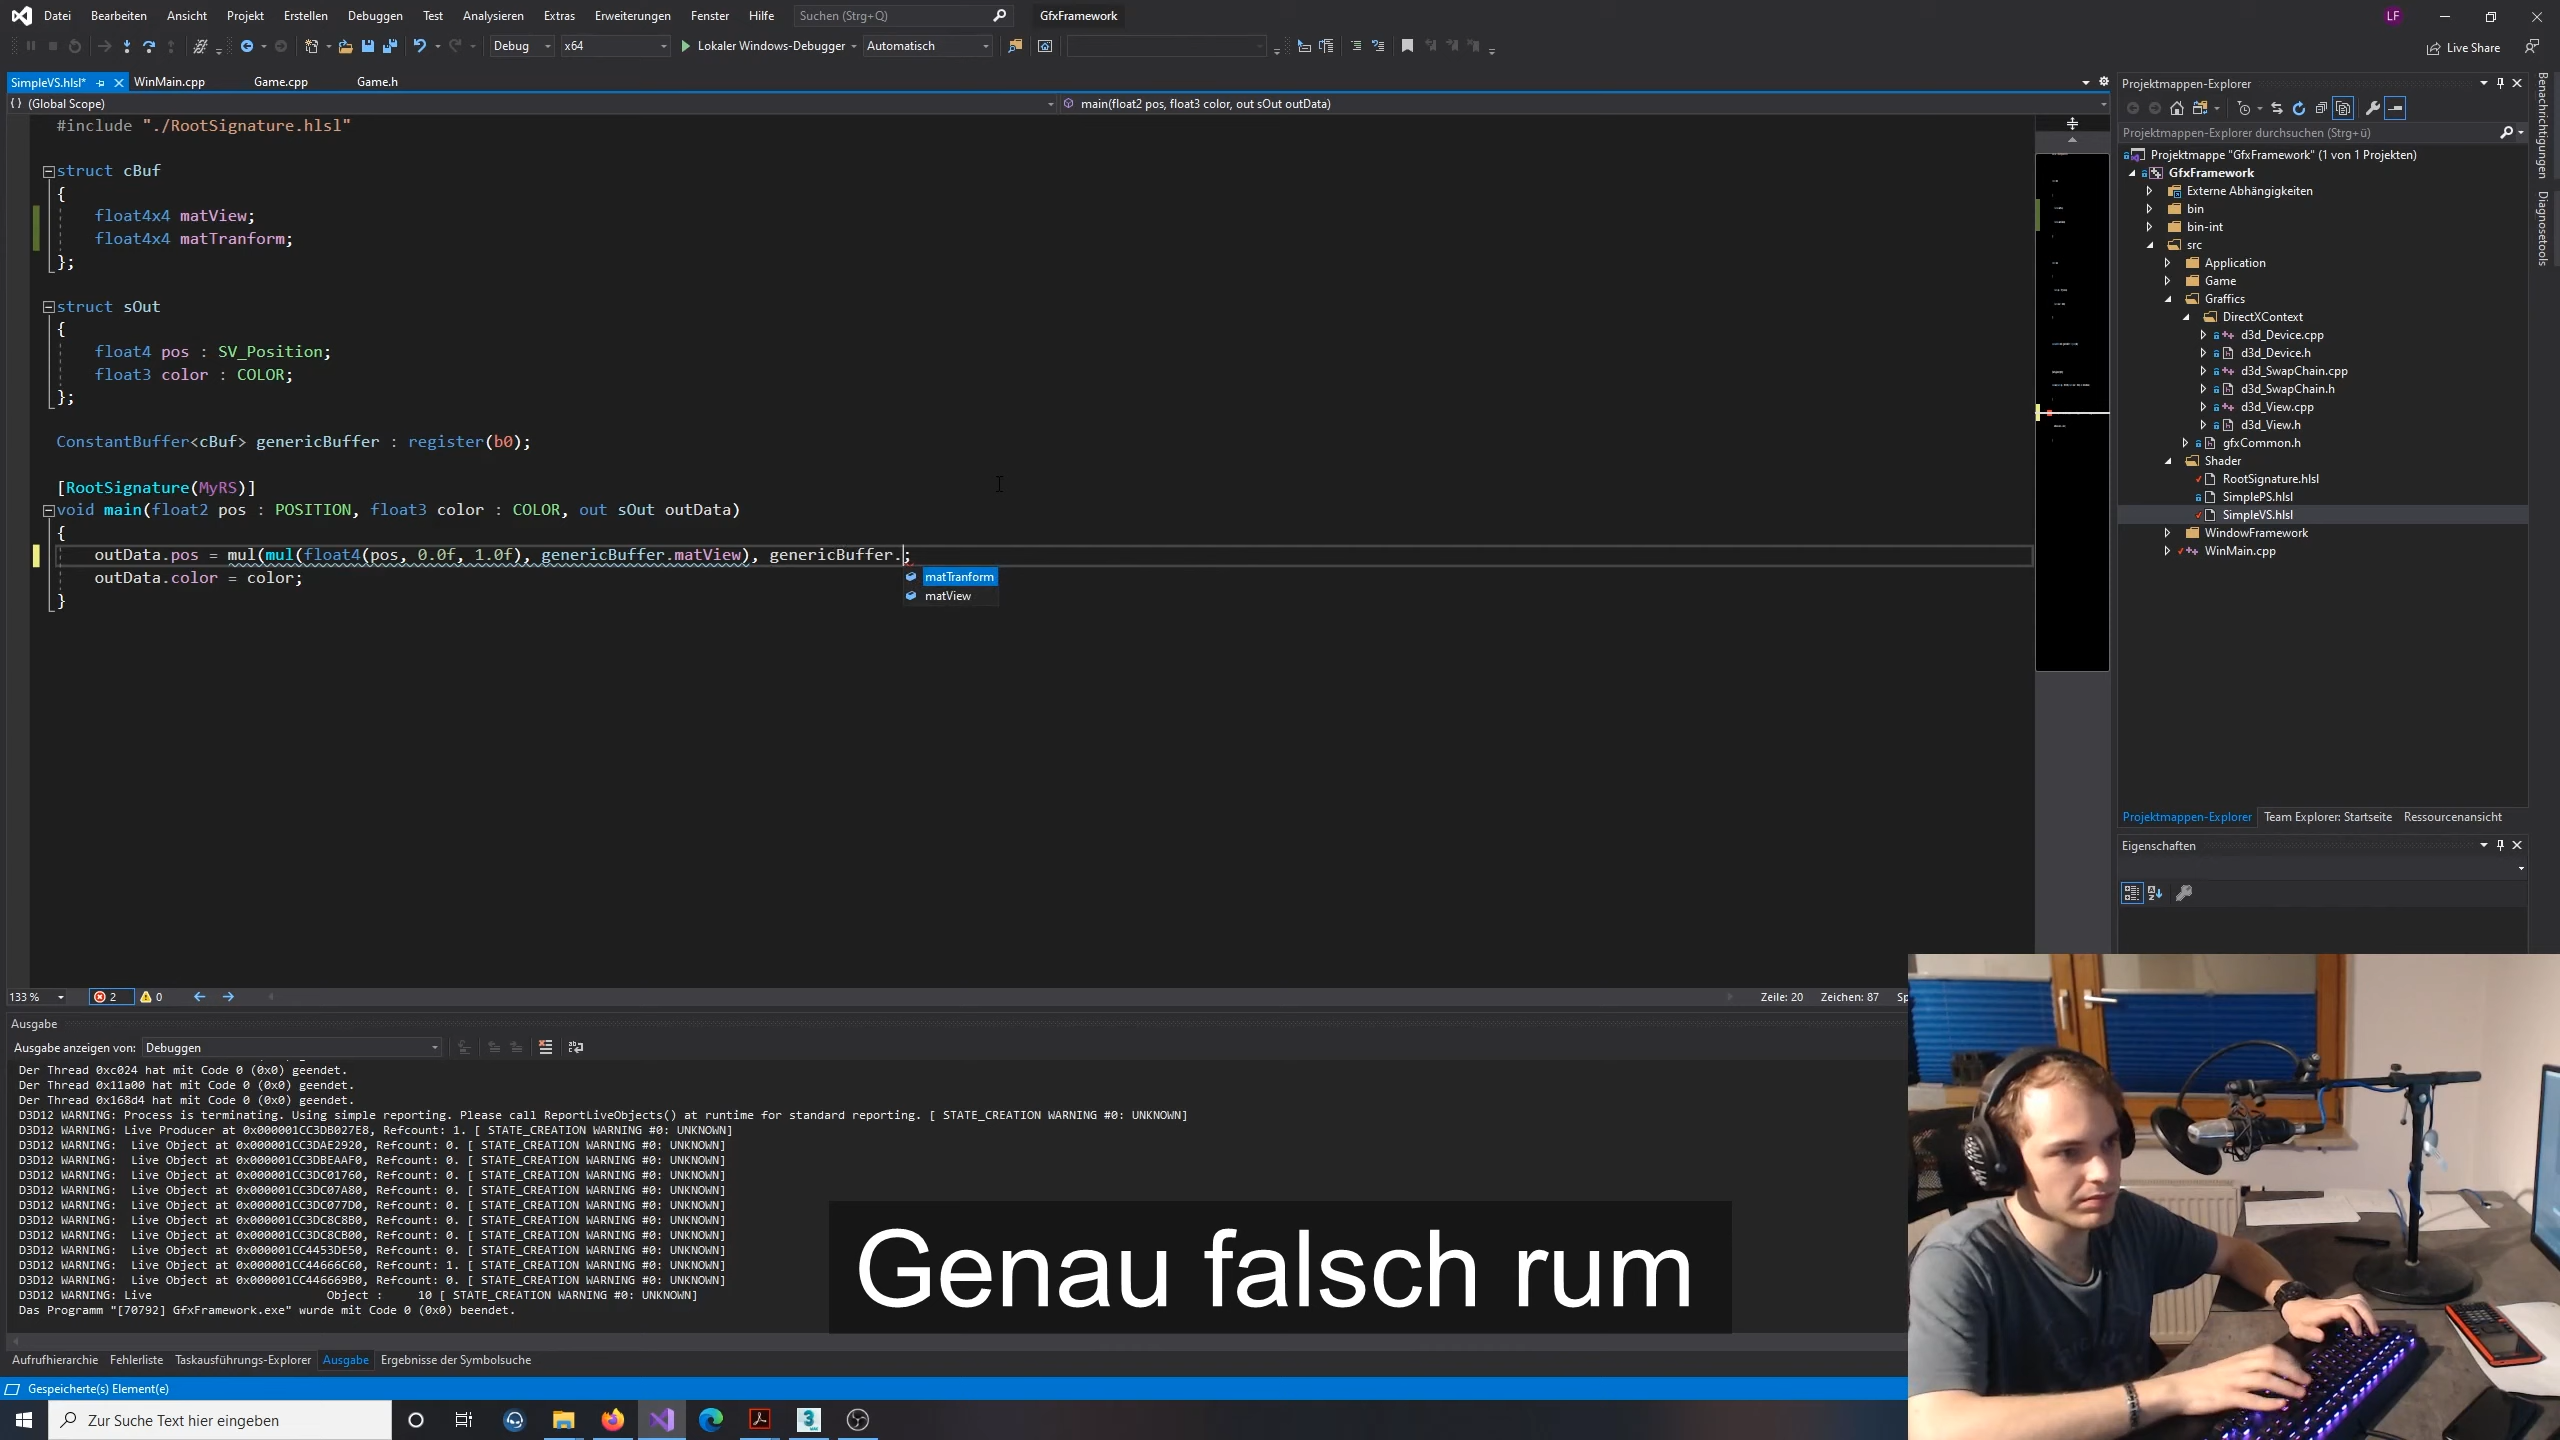 Datei Bearbeiten Ansicht Projekt Erstellen Debuggen Test Analysieren Extras Erweiterungen Fenster Hilfe Suchen (Strg+Q) GfxFramework LF
Debug x64 Lokaler Windows-Debugger Automatisch Live Share
SimpleVS.hlsl* WinMain.cpp Game.cpp Game.h
{ } (Global Scope) main(float2 pos, float3 color, out sOut outData)
#include "./RootSignature.hlsl"
struct cBuf
{
float4x4 matView;
float4x4 matTranform;
};
struct sOut
{
float4 pos : SV_Position;
float3 color : COLOR;
};
ConstantBuffer<cBuf> genericBuffer : register(b0);
[RootSignature(MyRS)]
void main(float2 pos : POSITION, float3 color : COLOR, out sOut outData)
{
outData.pos = mul(mul(float4(pos, 0.0f, 1.0f), genericBuffer.matView), genericBuffer.;
outData.color = color;
}
matTranform
matView
133 % 2 0 Zeile: 20 Zeichen: 87
Ausgabe
Ausgabe anzeigen von: Debuggen
Der Thread 0xc024 hat mit Code 0 (0x0) geendet.
Der Thread 0x11a00 hat mit Code 0 (0x0) geendet.
Der Thread 0x168d4 hat mit Code 0 (0x0) geendet.
D3D12 WARNING: Process is terminating. Using simple reporting. Please call ReportLiveObjects() at runtime for standard reporting. [ STATE_CREATION WARNING #0: UNKNOWN]
D3D12 WARNING: Live Producer at 0x000001CC3DB027E8, Refcount: 1. [ STATE_CREATION WARNING #0: UNKNOWN]
D3D12 WARNING: Live Object at 0x000001CC3DAE2920, Refcount: 0. [ STATE_CREATION WARNING #0: UNKNOWN]
D3D12 WARNING: Live Object at 0x000001CC3DBEAAF0, Refcount: 0. [ STATE_CREATION WARNING #0: UNKNOWN]
D3D12 WARNING: Live Object at 0x000001CC3DC01760, Refcount: 0. [ STATE_CREATION WARNING #0: UNKNOWN]
D3D12 WARNING: Live Object at 0x000001CC3DC07A80, Refcount: 0. [ STATE_CREATION WARNING #0: UNKNOWN]
D3D12 WARNING: Live Object at 0x000001CC3DC077D0, Refcount: 0. [ STATE_CREATION WARNING #0: UNKNOWN]
D3D12 WARNING: Live Object at 0x000001CC3DC8C8B0, Refcount: 0. [ STATE_CREATION WARNING #0: UNKNOWN]
D3D12 WARNING: Live Object at 0x000001CC3DC8CB00, Refcount: 0. [ STATE_CREATION WARNING #0: UNKNOWN]
D3D12 WARNING: Live Object at 0x000001CC4453DE50, Refcount: 0. [ STATE_CREATION WARNING #0: UNKNOWN]
D3D12 WARNING: Live Object at 0x000001CC44666C60, Refcount: 1. [ STATE_CREATION WARNING #0: UNKNOWN]
D3D12 WARNING: Live Object at 0x000001CC446669B0, Refcount: 0. [ STATE_CREATION WARNING #0: UNKNOWN]
D3D12 WARNING: Live Object : 10 [ STATE_CREATION WARNING #0: UNKNOWN]
Das Programm "[70792] GfxFramework.exe" wurde mit Code 0 (0x0) beendet.
Aufrufhierarchie Fehlerliste Taskausführungs-Explorer Ausgabe Ergebnisse der Symbolsuche
Gespeicherte(s) Element(e)
Zur Suche Text hier eingeben
Genau falsch rum
Projektmappen-Explorer
Projektmappen-Explorer durchsuchen (Strg+ü)
Projektmappe "GfxFramework" (1 von 1 Projekten)
GfxFramework
Externe Abhängigkeiten
bin
bin-int
src
Application
Game
Graffics
DirectXContext
d3d_Device.cpp
d3d_Device.h
d3d_SwapChain.cpp
d3d_SwapChain.h
d3d_View.cpp
d3d_View.h
gfxCommon.h
Shader
RootSignature.hlsl
SimplePS.hlsl
SimpleVS.hlsl
WindowFramework
WinMain.cpp
Projektmappen-Explorer Team Explorer: Startseite Ressourcenansicht
Eigenschaften
Benachrichtigungen
Diagnosetools